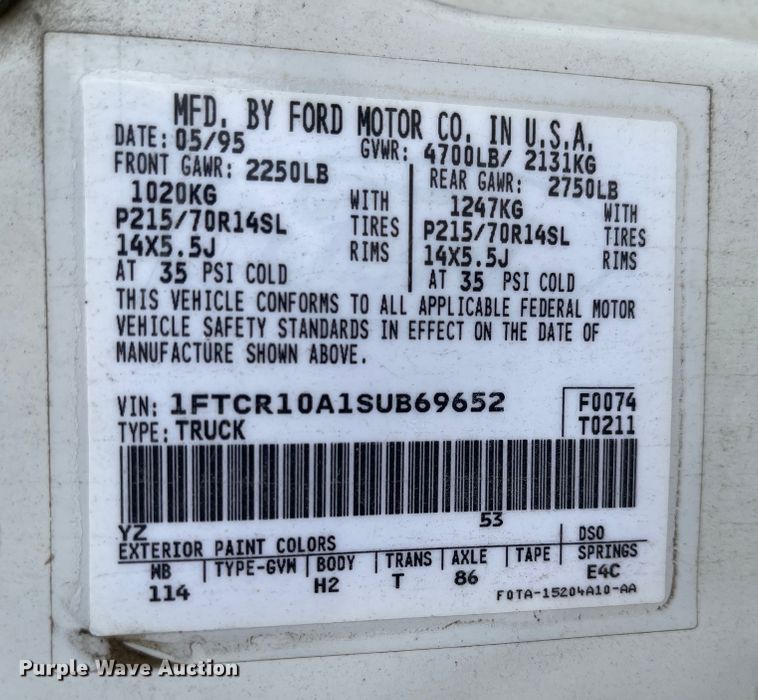 MFD. BY FORD MOTOR CO. IN U.S.A.
DATE: 05/95 GVWR: 4700LB/ 2131KG
FRONT GAWR: 2250LB REAR GAWR: 2750LB
1020KG WITH 1247KG WITH
P215/70R14SL TIRES P215/70R14SL TIRES
14X5.5J RIMS 14X5.5J RIMS
AT 35 PSI COLD AT 35 PSI COLD
THIS VEHICLE CONFORMS TO ALL APPLICABLE FEDERAL MOTOR
VEHICLE SAFETY STANDARDS IN EFFECT ON THE DATE OF
MANUFACTURE SHOWN ABOVE.
VIN: 1FTCR10A1SUB69652 F0074
TYPE: TRUCK T0211
YZ 53
EXTERIOR PAINT COLORS DSO
WB TYPE-GVW BODY TRANS AXLE TAPE SPRINGS
114 H2 T 86 E4C
F0TA-15204A10-AA
Purple Wave Auction